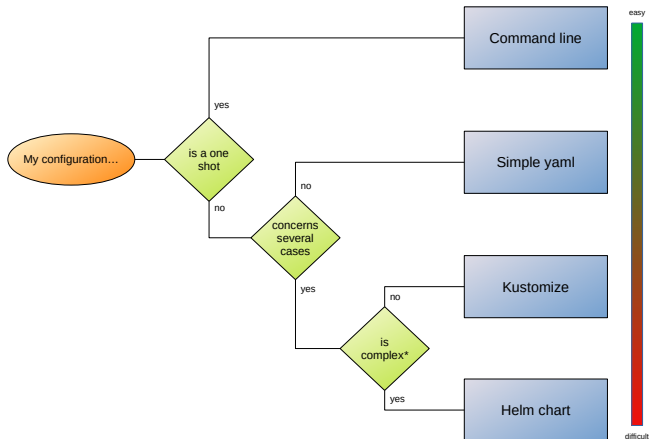 easy
Command line
yes
My configuration…
is a one
shot
Simple yaml
no
no
concerns
several
cases
yes
Kustomize
no
is
complex*
yes
Helm chart
difficult